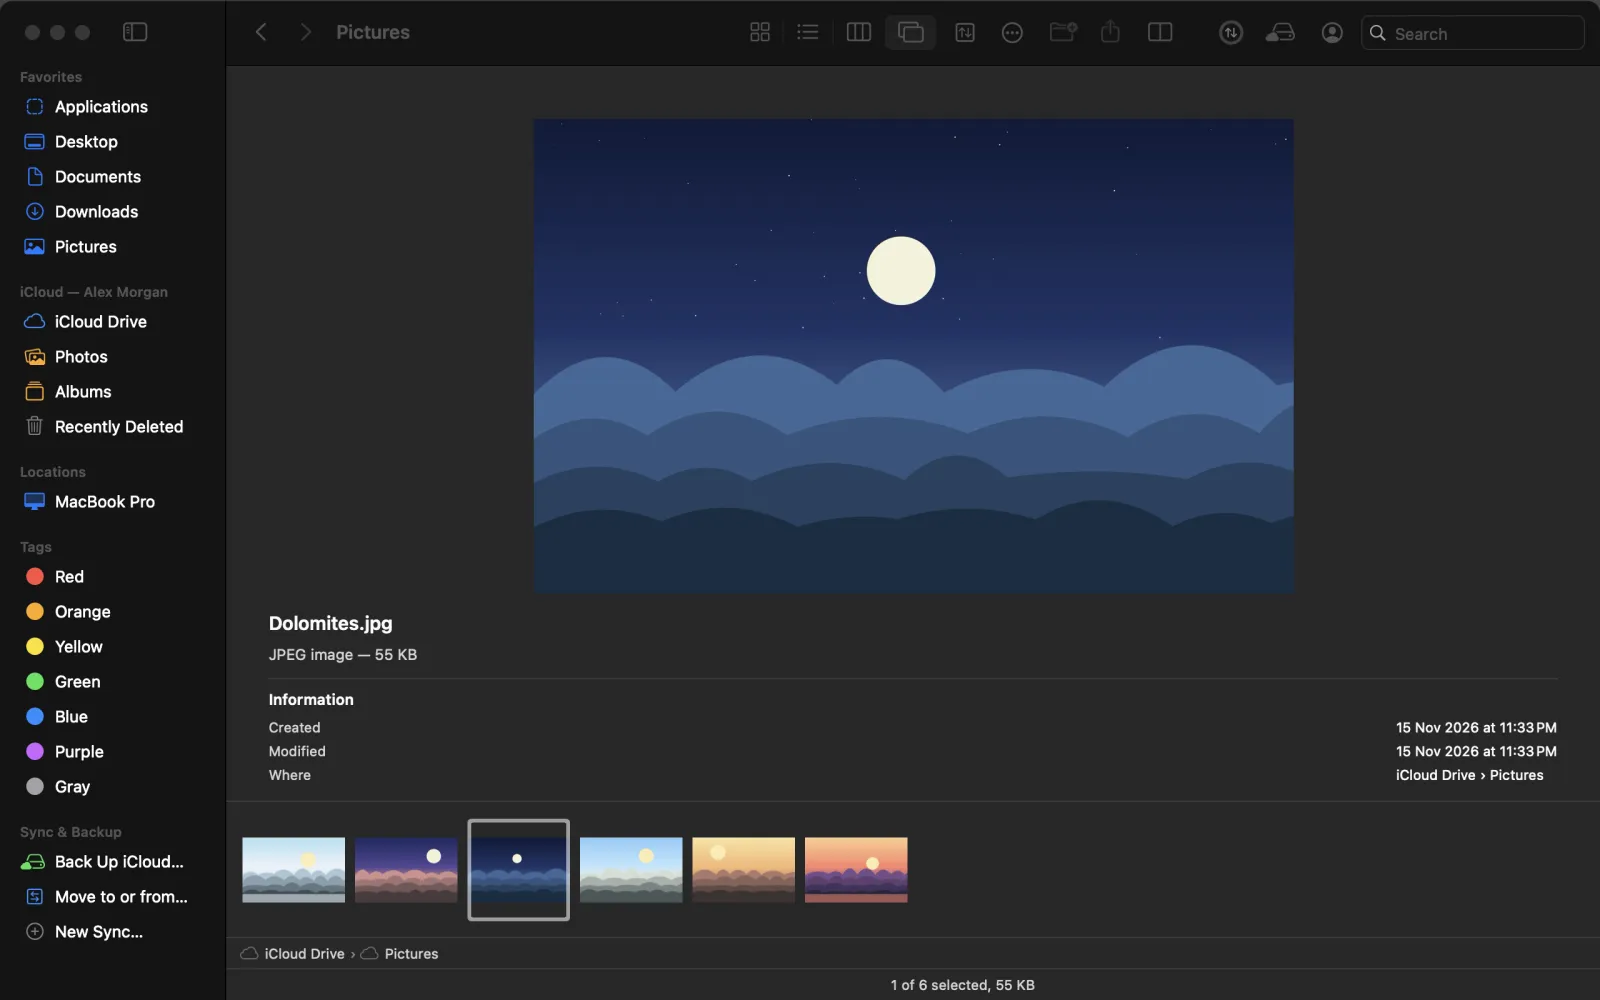 Pictures
Search
Favorites
Applications
Desktop
Documents
Downloads
Pictures
iCloud — Alex Morgan
iCloud Drive
Photos
Albums
Recently Deleted
Locations
MacBook Pro
Tags
Red
Orange
Yellow
Green
Blue
Purple
Gray
Sync & Backup
Back Up iCloud...
Move to or from...
New Sync...
Dolomites.jpg
JPEG image — 55 KB
Information
Created 15 Nov 2026 at 11:33 PM
Modified 15 Nov 2026 at 11:33 PM
Where iCloud Drive › Pictures
iCloud Drive › Pictures
1 of 6 selected, 55 KB